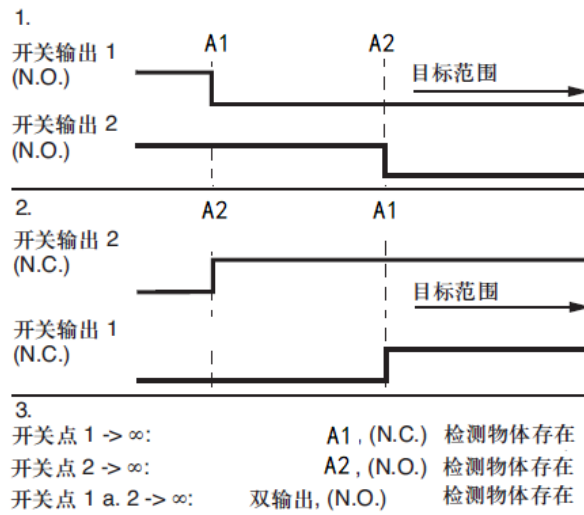 1.
A1 A2
开关输出 1
(N.O.)
目标范围
开关输出 2
(N.O.)
2.
A2 A1
开关输出 2
(N.C.)
目标范围
开关输出 1
(N.C.)
3.
开关点 1 -> ∞: A1, (N.C.) 检测物体存在
开关点 2 -> ∞: A2, (N.O.) 检测物体存在
开关点 1 a. 2 -> ∞: 双输出, (N.O.) 检测物体存在